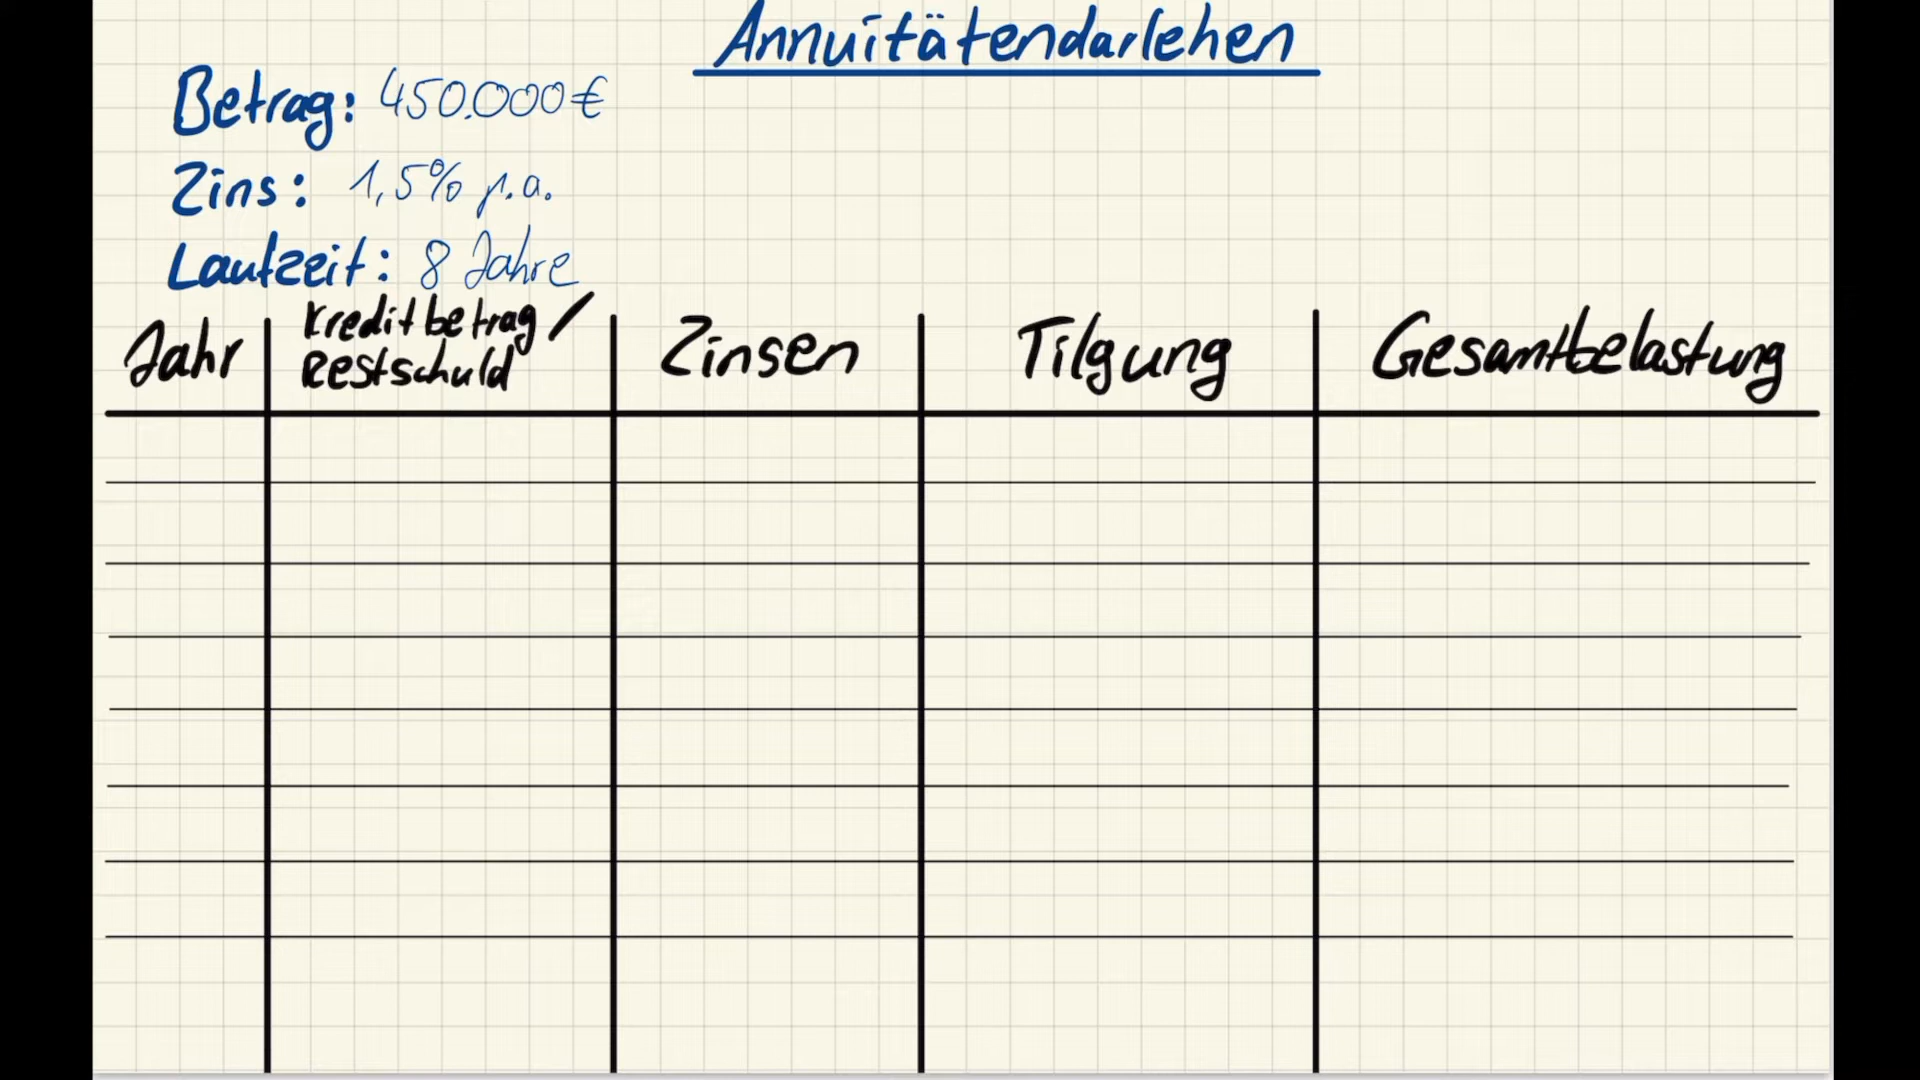 Annuitätendarlehen
Betrag: 450.000€
Zins: 1,5% p.a.
Laufzeit: 8 Jahre
Jahr Kreditbetrag/ Zinsen Tilgung Gesamtbelastung
Restschuld